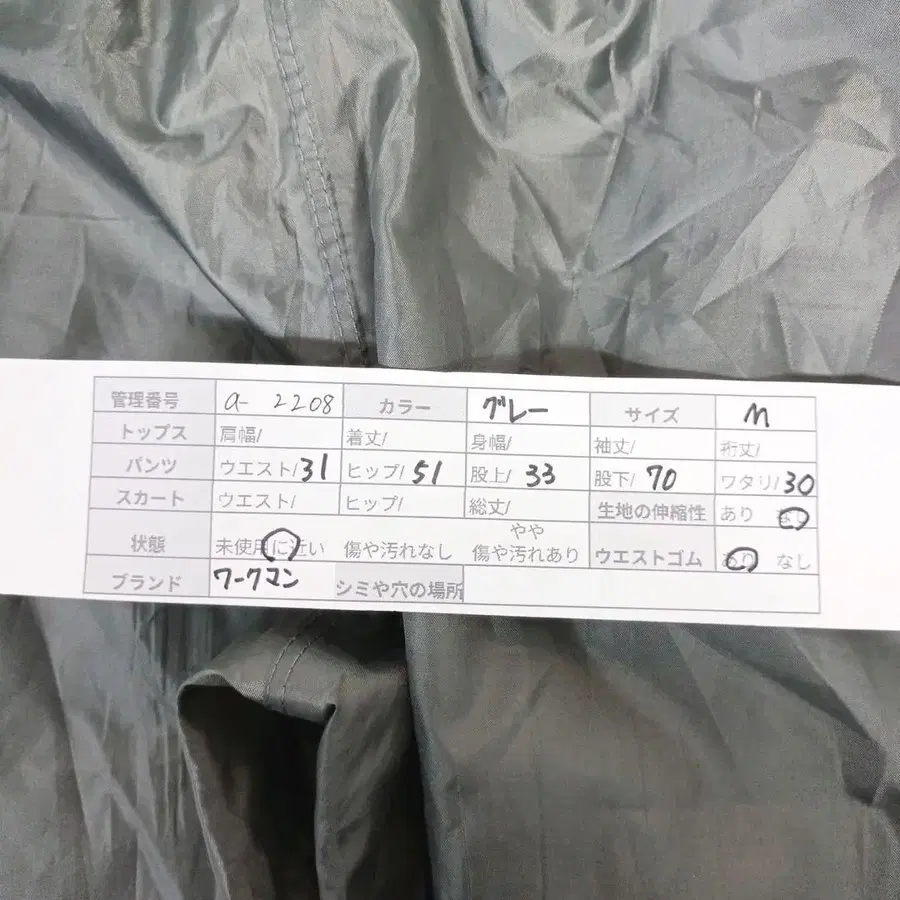 管理番号 a- 2208 カラー グレー サイズ M
トップス 肩幅/ 着丈/ 身幅/ 袖丈/ 裄丈/
パンツ ウエスト/31 ヒップ/51 股上/33 股下/70 ワタリ/30
スカート ウエスト/ ヒップ/ 総丈/ 生地の伸縮性 あり なし
状態 未使用に近い 傷や汚れなし やや
傷や汚れあり ウエストゴム あり なし
ブランド ワークマン シミや穴の場所